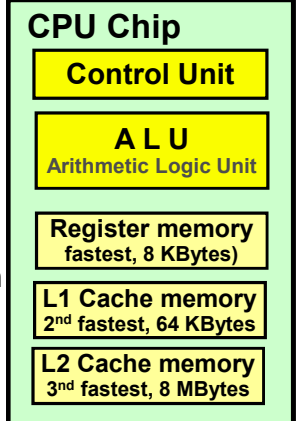 CPU Chip
Control Unit
A L U
Arithmetic Logic Unit
Register memory
fastest, 8 KBytes)
L1 Cache memory
2nd fastest, 64 KBytes
L2 Cache memory
3nd fastest, 8 MBytes